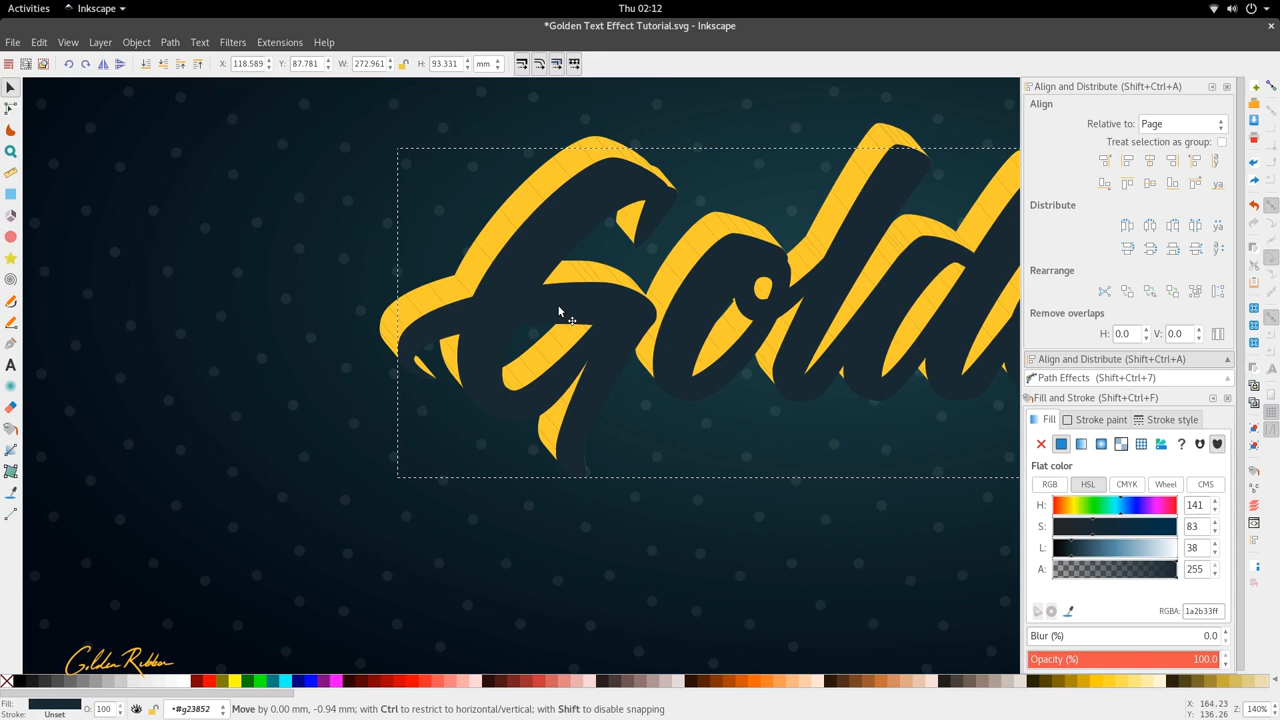 Activities Inkscape Thu 02:12
*Golden Text Effect Tutorial.svg - Inkscape
File Edit View Layer Object Path Text Filters Extensions Help
X: 118.589 Y: 87.781 W: 272.961 H: 93.331 mm
Align and Distribute (Shift+Ctrl+A)
Align
Relative to: Page
Treat selection as group:
Distribute
Rearrange
Remove overlaps
H: 0.0 V: 0.0
Align and Distribute (Shift+Ctrl+A)
Path Effects (Shift+Ctrl+7)
Fill and Stroke (Shift+Ctrl+F)
Fill Stroke paint Stroke style
Flat color
RGB HSL CMYK Wheel CMS
H: 141
S: 83
L: 38
A: 255
RGBA: 1a2b33ff
Blur (%) 0.0
Opacity (%) 100.0
Golden Ribbon
Fill:
Stroke: Unset
O: 100
•#g23852
Move by 0.00 mm, -0.94 mm; with Ctrl to restrict to horizontal/vertical; with Shift to disable snapping
X: 164.23
Y: 136.26
Z: 140%